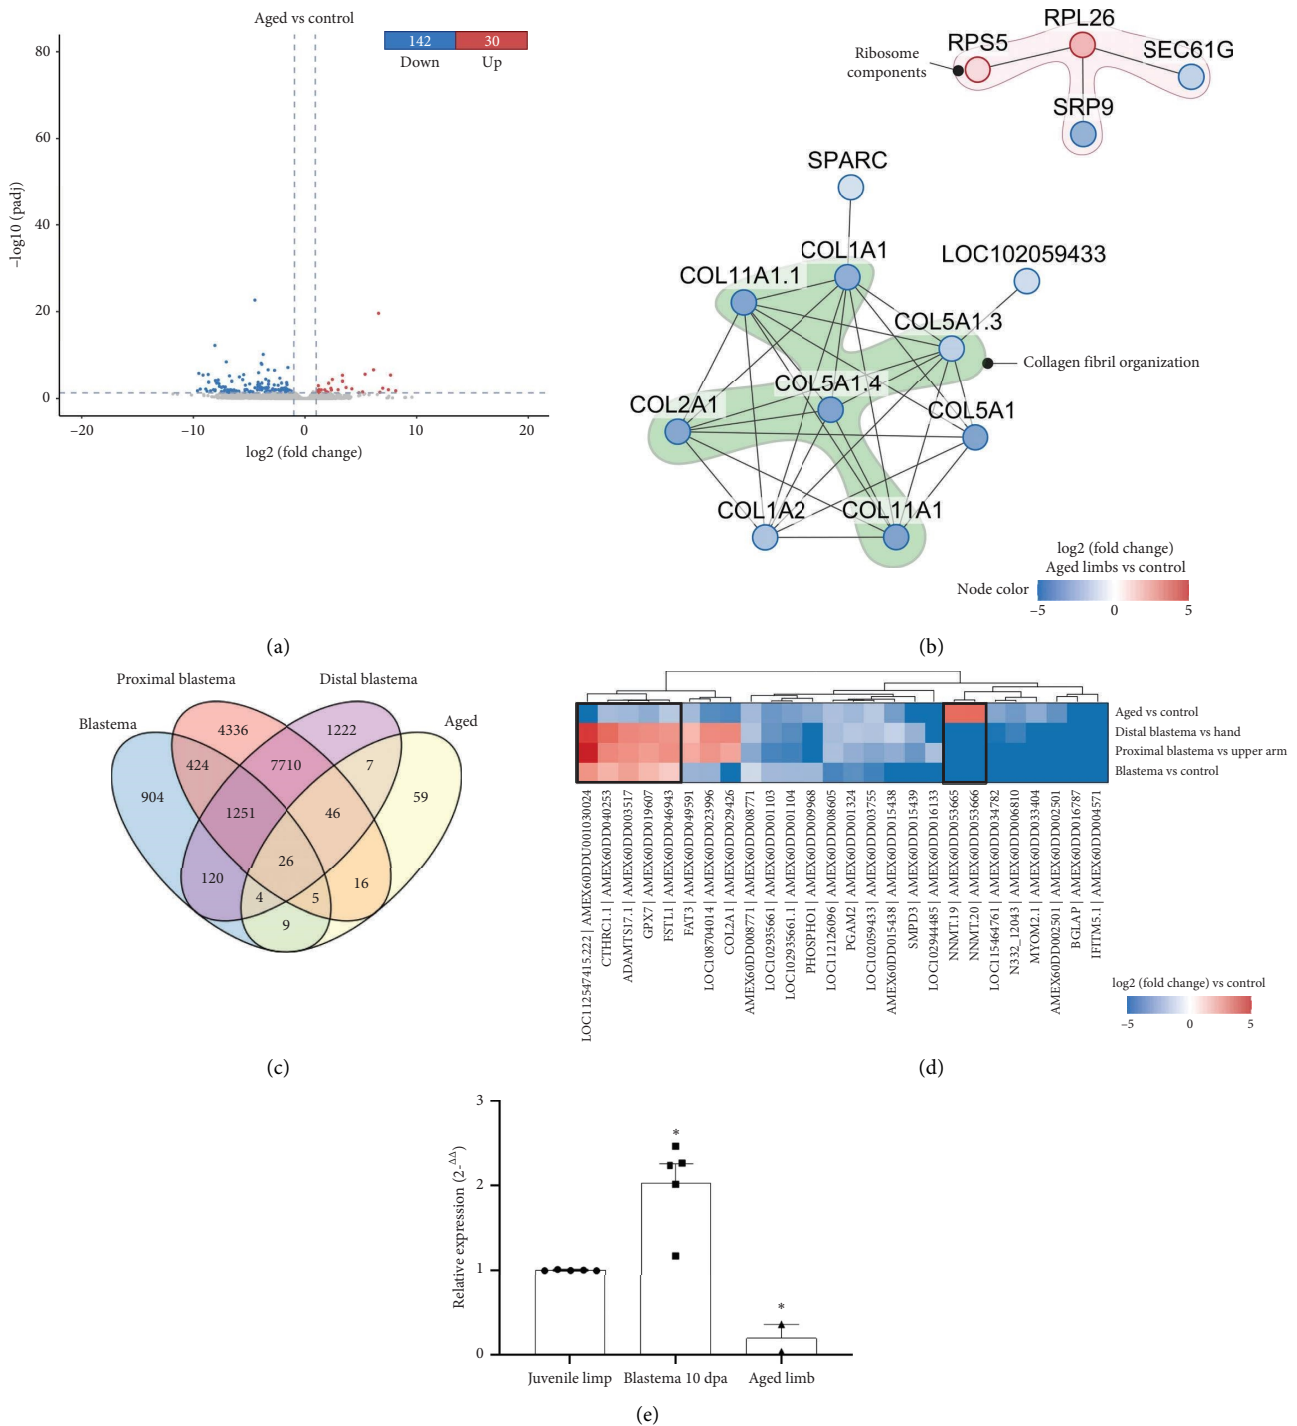 Aged vs control
142
30
Down
Up
80
60
40
20
0
−log10 (padj)
−20
−10
0
10
20
log2 (fold change)
(a)
RPL26
RPS5
SEC61G
Ribosome
components
SRP9
SPARC
COL1A1
LOC102059433
COL11A1.1
COL5A1.3
Collagen fibril organization
COL5A1.4
COL2A1
COL5A1
COL1A2
COL11A1
log2 (fold change)
Aged limbs vs control
Node color
−5
0
5
(b)
Proximal blastema
Distal blastema
Blastema
Aged
4336
1222
424
7710
7
904
59
1251
46
26
120
16
4
5
9
(c)
Aged vs control
Distal blastema vs hand
Proximal blastema vs upper arm
Blastema vs control
LOC112547415.222 | AMEX60DDU001030024
CTHRC1.1 | AMEX60DD040253
ADAMTS17.1 | AMEX60DD003517
GPX7 | AMEX60DD019607
FSTL1 | AMEX60DD046943
FAT3 | AMEX60DD049591
LOC108704014 | AMEX60DD023996
COL2A1 | AMEX60DD029426
AMEX60DD008771 | AMEX60DD008771
LOC102935661 | AMEX60DD001103
LOC102935661.1 | AMEX60DD001104
PHOSPHO1 | AMEX60DD009968
LOC112126096 | AMEX60DD008605
PGAM2 | AMEX60DD001324
LOC102059433 | AMEX60DD003755
AMEX60DD015438 | AMEX60DD015438
SMPD3 | AMEX60DD015439
LOC102944485 | AMEX60DD016133
NNMT.19 | AMEX60DD053665
NNMT.20 | AMEX60DD053666
LOC115464761 | AMEX60DD034782
N332_12043 | AMEX60DD006810
MYOM2.1 | AMEX60DD033404
AMEX60DD002501 | AMEX60DD002501
BGLAP | AMEX60DD016787
IFITM5.1 | AMEX60DD004571
log2 (fold change) vs control
−5
0
5
(d)
3
2
1
0
Relative expression (2-ΔΔ)
*
*
Juvenile limp
Blastema 10 dpa
Aged limb
(e)